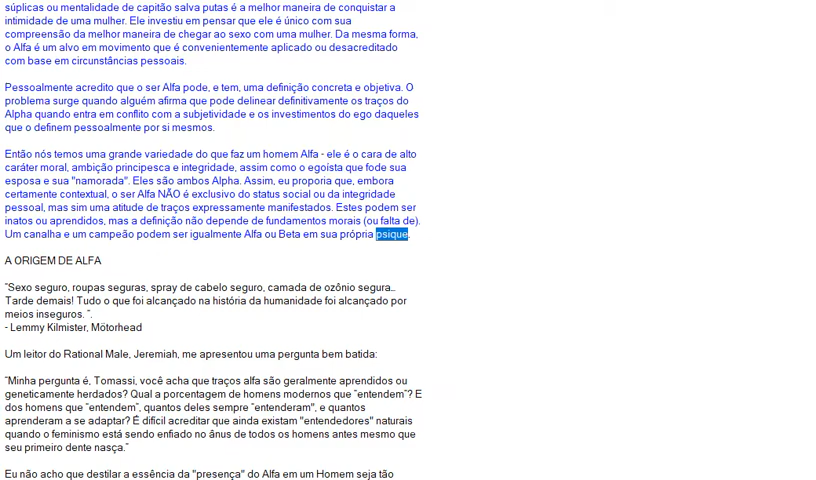 súplicas ou mentalidade de capitão salva putas é a melhor maneira de conquistar a
intimidade de uma mulher. Ele investiu em pensar que ele é único com sua
compreensão da melhor maneira de chegar ao sexo com uma mulher. Da mesma forma,
o Alfa é um alvo em movimento que é convenientemente aplicado ou desacreditado
com base em circunstâncias pessoais.
Pessoalmente acredito que o ser Alfa pode, e tem, uma definição concreta e objetiva. O
problema surge quando alguém afirma que pode delinear definitivamente os traços do
Alpha quando entra em conflito com a subjetividade e os investimentos do ego daqueles
que o definem pessoalmente por si mesmos.
Então nós temos uma grande variedade do que faz um homem Alfa - ele é o cara de alto
caráter moral, ambição principesca e integridade, assim como o egoísta que fode sua
esposa e sua "namorada". Eles são ambos Alpha. Assim, eu proporia que, embora
certamente contextual, o ser Alfa NÃO é exclusivo do status social ou da integridade
pessoal, mas sim uma atitude de traços expressamente manifestados. Estes podem ser
inatos ou aprendidos, mas a definição não depende de fundamentos morais (ou falta de).
Um canalha e um campeão podem ser igualmente Alfa ou Beta em sua própria psique.
A ORIGEM DE ALFA
“Sexo seguro, roupas seguras, spray de cabelo seguro, camada de ozônio segura...
Tarde demais! Tudo o que foi alcançado na história da humanidade foi alcançado por
meios inseguros. ”.
- Lemmy Kilmister, Mötorhead
Um leitor do Rational Male, Jeremiah, me apresentou uma pergunta bem batida:
“Minha pergunta é, Tomassi, você acha que traços alfa são geralmente aprendidos ou
geneticamente herdados? Qual a porcentagem de homens modernos que “entendem”? E
dos homens que “entendem”, quantos deles sempre “entenderam", e quantos
aprenderam a se adaptar? É difícil acreditar que ainda existam "entendedores" naturais
quando o feminismo está sendo enfiado no ânus de todos os homens antes mesmo que
seu primeiro dente nasça.”
Eu não acho que destilar a essência da "presença" do Alfa em um Homem seja tão